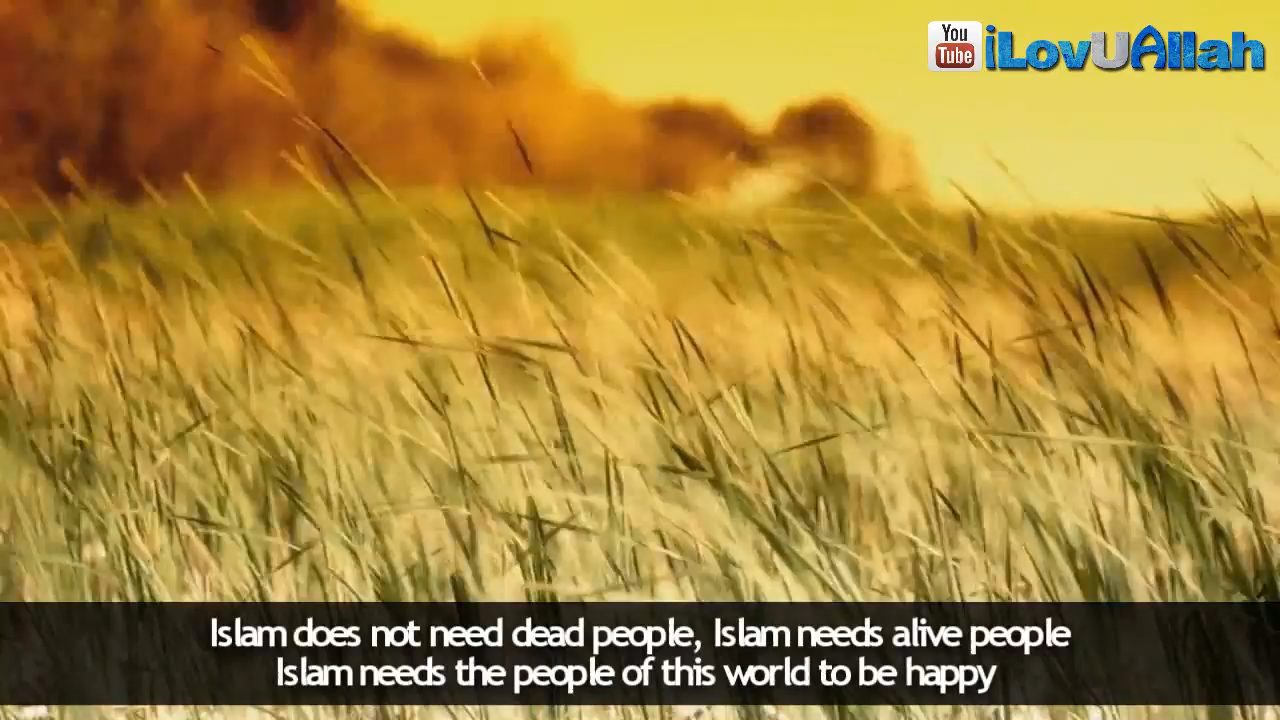 You
Tube
iLovUAllah
Islam does not need dead people, Islam needs alive people
Islam needs the people of this world to be happy